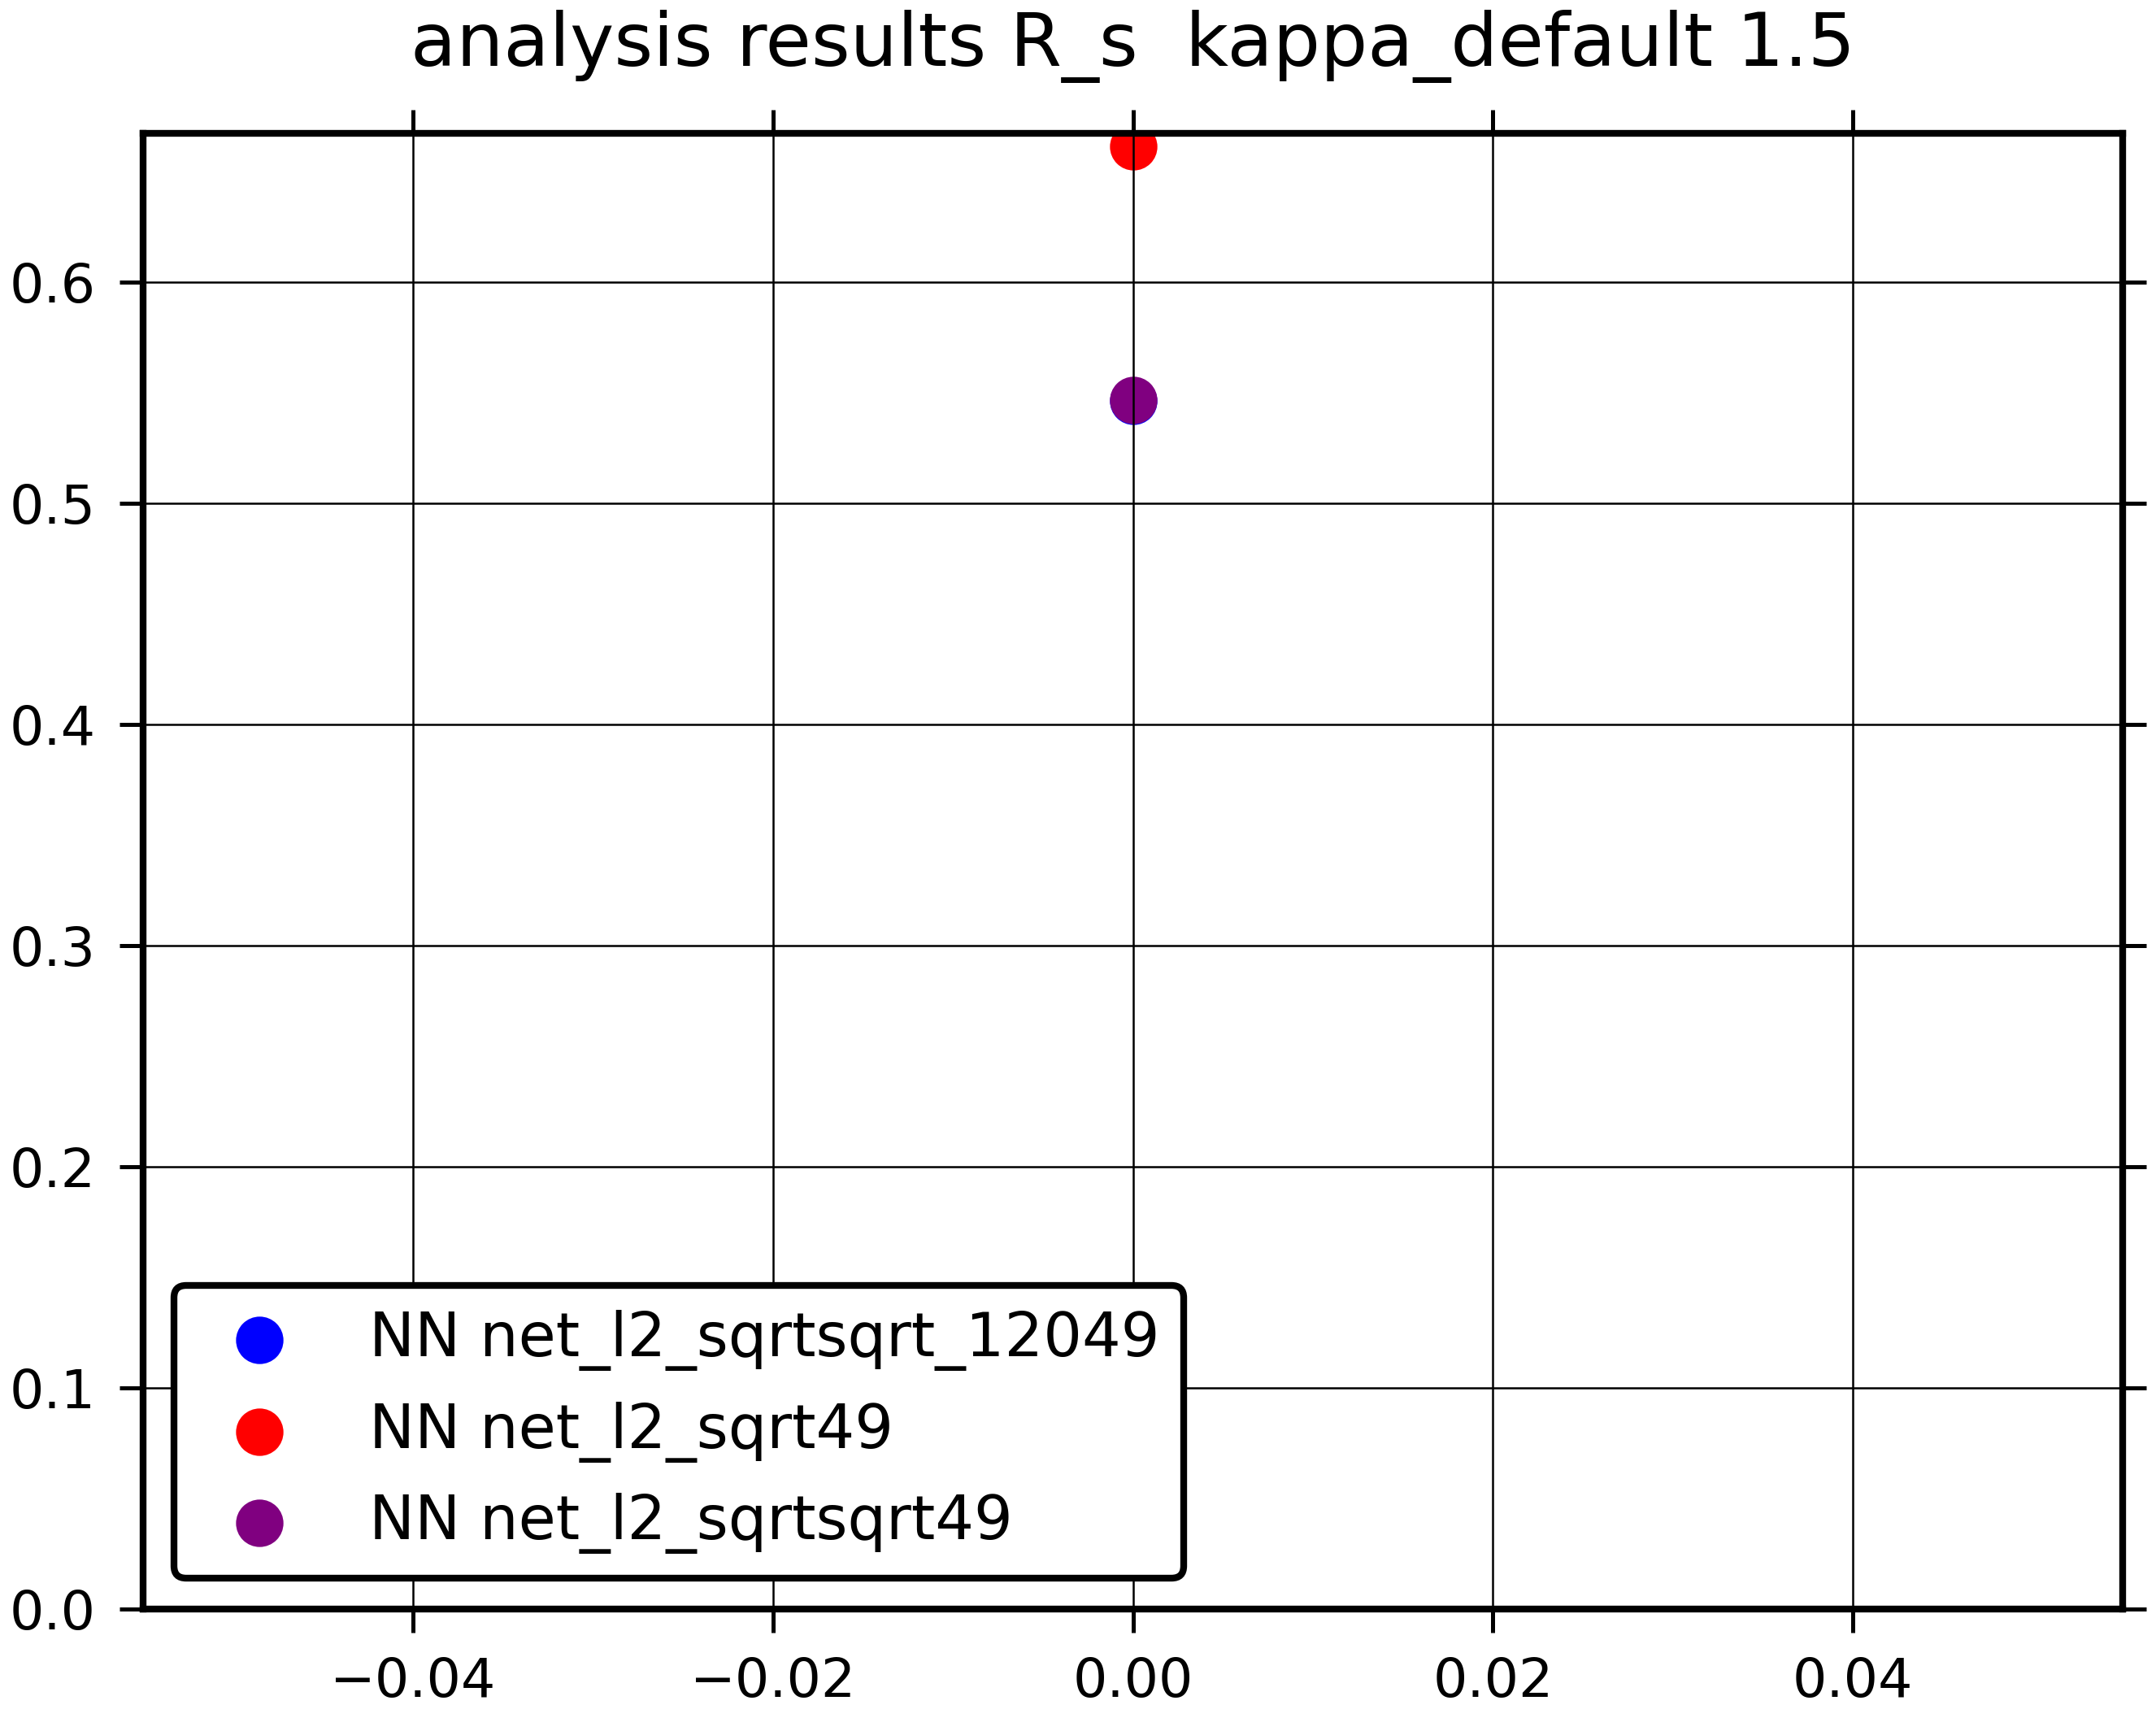 analysis results R_s  kappa_default 1.5
0.6
0.5
0.4
0.3
0.2
0.1
0.0
NN net_l2_sqrtsqrt_12049
NN net_l2_sqrt49
NN net_l2_sqrtsqrt49
−0.04 −0.02 0.00 0.02 0.04